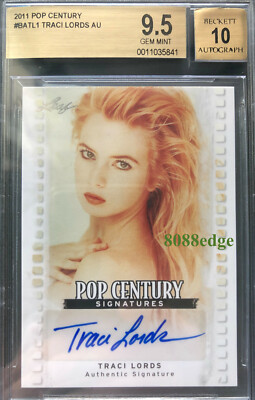 2011 POP CENTURY
#BATL1 TRACI LORDS AU
9.5
GEM MINT
0011035841
BECKETT
10
AUTOGRAPH
Leaf
8088edge
POP CENTURY
SIGNATURES
Traci Lords
TRACI LORDS
Authentic Signature